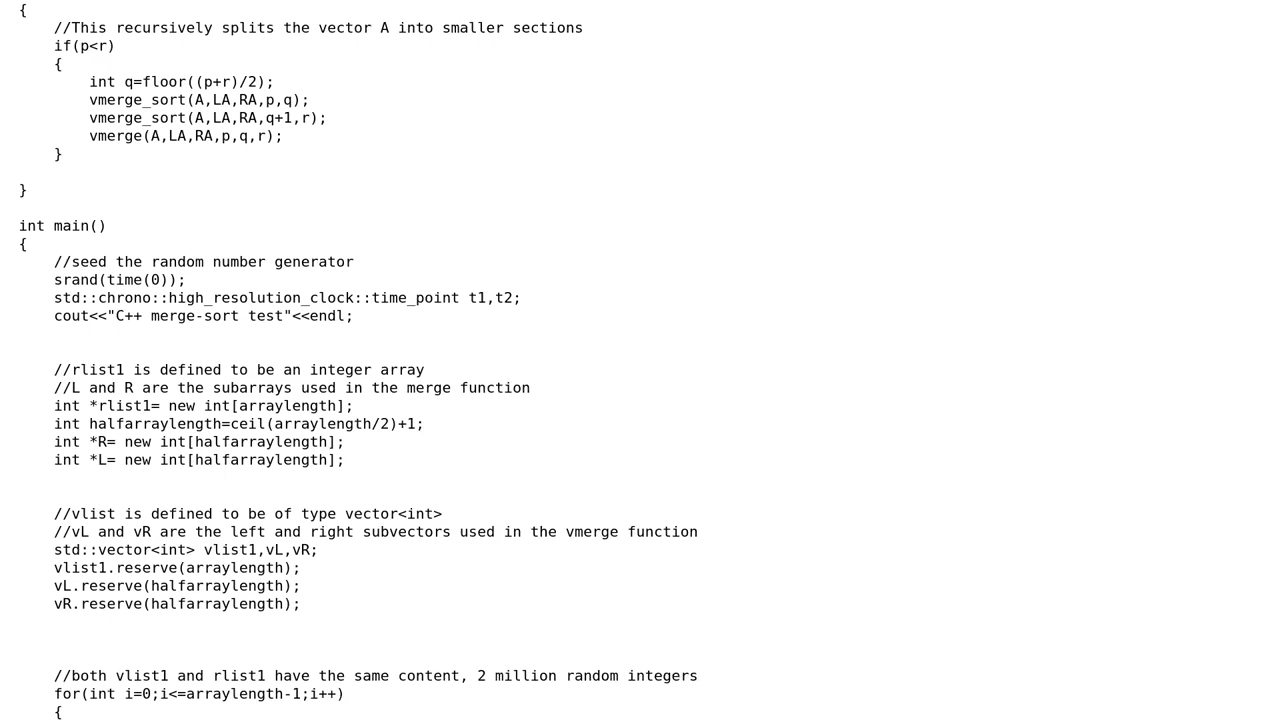 {
    //This recursively splits the vector A into smaller sections
    if(p<r)
    {
        int q=floor((p+r)/2);
        vmerge_sort(A,LA,RA,p,q);
        vmerge_sort(A,LA,RA,q+1,r);
        vmerge(A,LA,RA,p,q,r);
    }

}

int main()
{
    //seed the random number generator
    srand(time(0));
    std::chrono::high_resolution_clock::time_point t1,t2;
    cout<<"C++ merge-sort test"<<endl;


    //rlist1 is defined to be an integer array
    //L and R are the subarrays used in the merge function
    int *rlist1= new int[arraylength];
    int halfarraylength=ceil(arraylength/2)+1;
    int *R= new int[halfarraylength];
    int *L= new int[halfarraylength];


    //vlist is defined to be of type vector<int>
    //vL and vR are the left and right subvectors used in the vmerge function
    std::vector<int> vlist1,vL,vR;
    vlist1.reserve(arraylength);
    vL.reserve(halfarraylength);
    vR.reserve(halfarraylength);



    //both vlist1 and rlist1 have the same content, 2 million random integers
    for(int i=0;i<=arraylength-1;i++)
    {